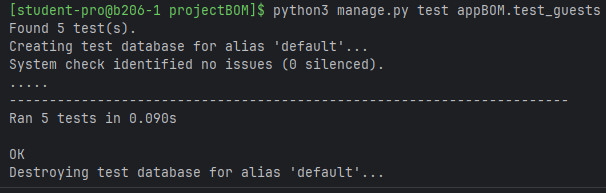 [student-pro@b206-1 projectBOM]$ python3 manage.py test appBOM.test_guests
Found 5 test(s).
Creating test database for alias 'default'...
System check identified no issues (0 silenced).
.....
----------------------------------------------------------------------
Ran 5 tests in 0.090s

OK
Destroying test database for alias 'default'...